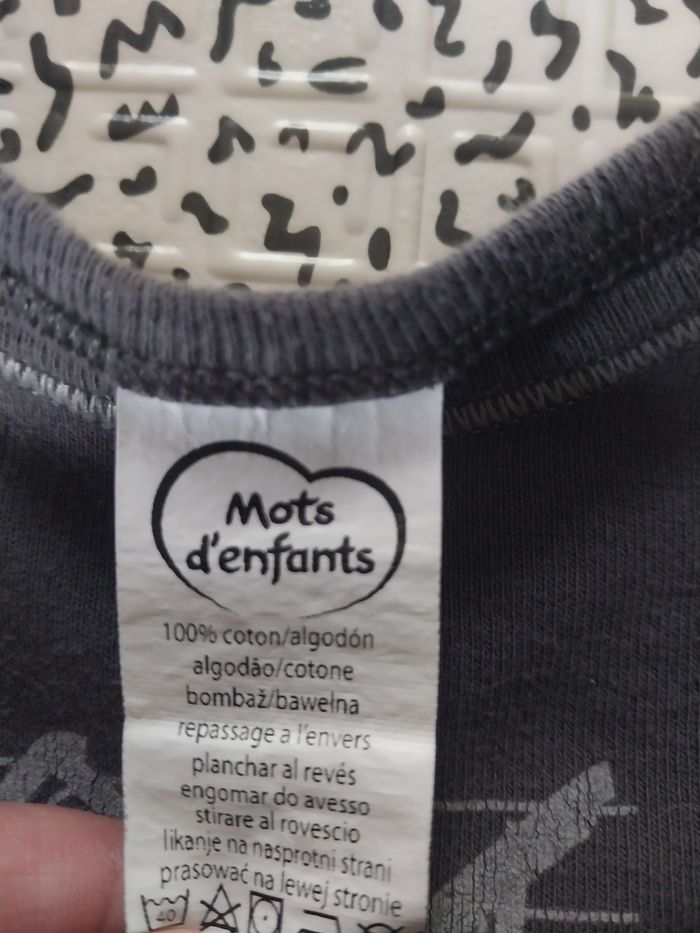 Mots
d'enfants
100% coton/algodón
algodão/cotone
bombaž/bawełna
repassage a l'envers
planchar al revés
engomar do avesso
stirare al rovescio
likanje na nasprotni strani
prasować na lewej stronie
40